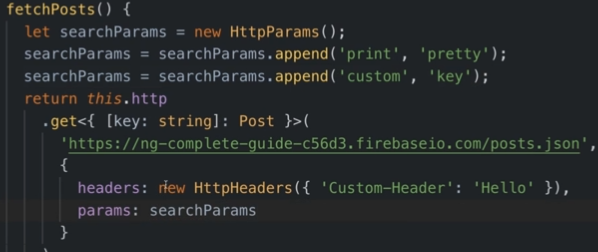 fetchPosts() {
let searchParams = new HttpParams();
searchParams = searchParams.append('print', 'pretty');
searchParams = searchParams.append('custom', 'key');
return this.http
.get<{ [key: string]: Post }>(
'https://ng-complete-guide-c56d3.firebaseio.com/posts.json',
{
headers: new HttpHeaders({ 'Custom-Header': 'Hello' }),
params: searchParams
}